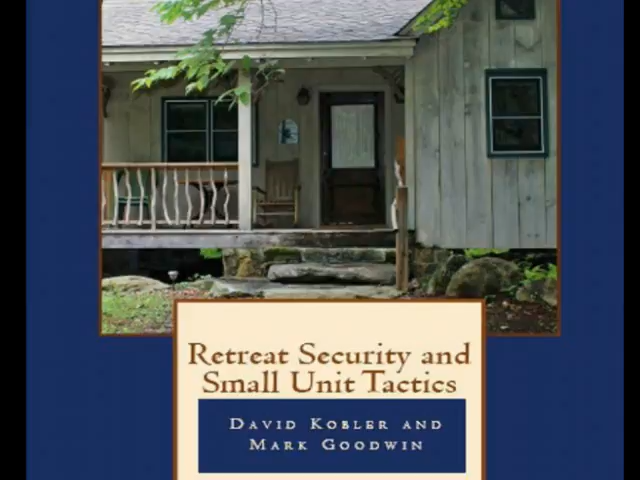 Retreat Security and
Small Unit Tactics
David Kobler and
Mark Goodwin